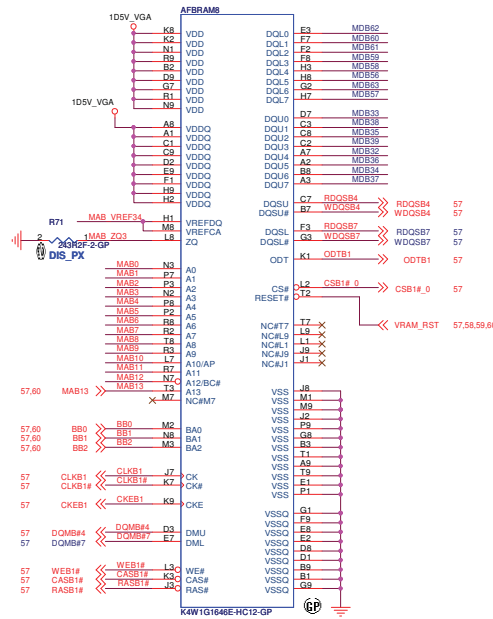 AFBRAM8
1D5V_VGA
K8 VDD DQL0 E3 MDB62
K2 VDD DQL1 F7 MDB60
N1 VDD DQL2 F2 MDB61
R9 VDD DQL3 F8 MDB59
B2 VDD DQL4 H3 MDB58
D9 VDD DQL5 H8 MDB56
G7 VDD DQL6 G2 MDB63
R1 VDD DQL7 H7 MDB57
N9 VDD
1D5V_VGA
DQU0 D7 MDB33
A8 VDDQ DQU1 C3 MDB38
A1 VDDQ DQU2 C8 MDB35
C1 VDDQ DQU3 C2 MDB39
C9 VDDQ DQU4 A7 MDB32
D2 VDDQ DQU5 A2 MDB36
E9 VDDQ DQU6 B8 MDB34
F1 VDDQ DQU7 A3 MDB37
H9 VDDQ
H2 VDDQ
DQSU C7 RDQSB4 RDQSB4 57
DQSU# B7 WDQSB4 WDQSB4 57
R71 MAB_VREF34 H1 VREFDQ
M8 VREFCA
DQSL F3 RDQSB7 RDQSB7 57
DQSL# G3 WDQSB7 WDQSB7 57
2 1 MAB_ZQ3 L8 ZQ
243R2F-2-GP
DIS_PX
ODT K1 ODTB1 ODTB1 57
MAB0 N3 A0
MAB1 P7 A1
MAB2 P3 A2
MAB3 N2 A3
MAB4 P8 A4
MAB5 P2 A5
MAB6 R8 A6
MAB7 R2 A7
MAB8 T8 A8
MAB9 R3 A9
MAB10 L7 A10/AP
MAB11 R7 A11
MAB12 N7 A12/BC#
57,60 MAB13 MAB13 T3 A13
M7 NC#M7
CS# L2 CSB1#_0 CSB1#_0 57
RESET# T2 VRAM_RST 57,58,59,60
NC#T7 T7
NC#L9 L9
NC#L1 L1
NC#J9 J9
NC#J1 J1
57,60 BB0 BB0 M2 BA0
57,60 BB1 BB1 N8 BA1
57,60 BB2 BB2 M3 BA2
57 CLKB1 CLKB1 J7 CK
57 CLKB1# CLKB1# K7 CK#
57 CKEB1 CKEB1 K9 CKE
57 DQMB#4 DQMB#4 D3 DMU
57 DQMB#7 DQMB#7 E7 DML
57 WEB1# WEB1# L3 WE#
57 CASB1# CASB1# K3 CAS#
57 RASB1# RASB1# J3 RAS#
VSS J8
VSS M1
VSS M9
VSS J2
VSS P9
VSS G8
VSS B3
VSS T1
VSS A9
VSS T9
VSS E1
VSS P1
VSSQ G1
VSSQ F9
VSSQ E8
VSSQ E2
VSSQ D8
VSSQ D1
VSSQ B9
VSSQ B1
VSSQ G9
K4W1G1646E-HC12-GP
GP